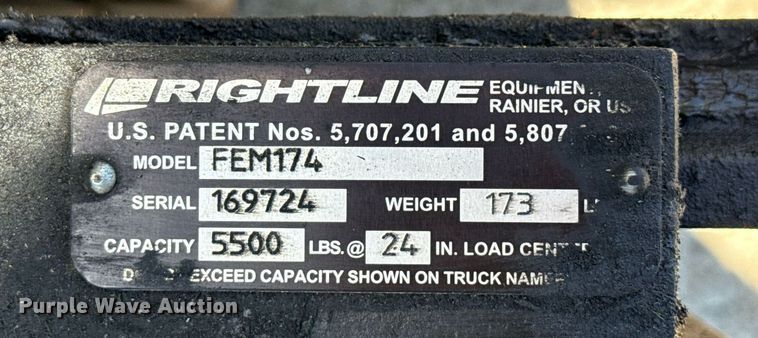 RIGHTLINE EQUIPMEN
RAINIER, OR US
U.S. PATENT Nos. 5,707,201 and 5,807
MODEL FEM174
SERIAL 169724 WEIGHT 173
CAPACITY 5500 LBS.@ 24 IN. LOAD CENTER
EXCEED CAPACITY SHOWN ON TRUCK NAME
Purple Wave Auction